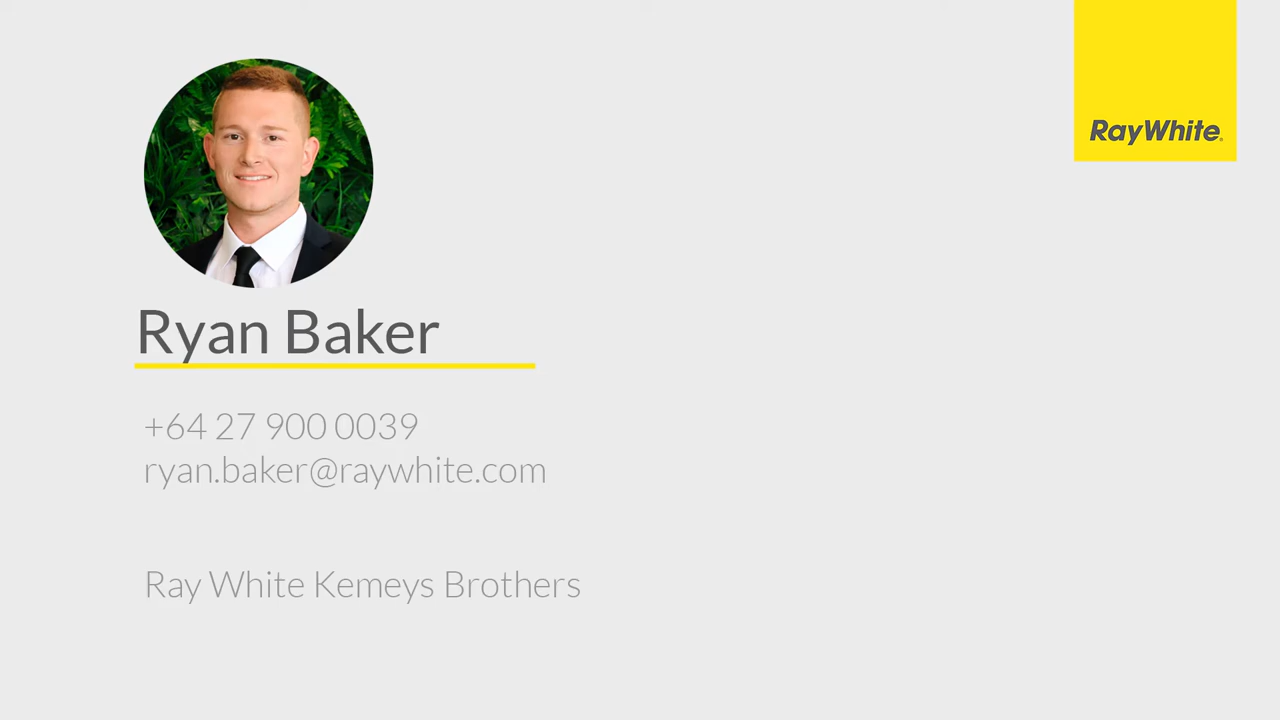 RayWhite.
Ryan Baker
+64 27 900 0039
ryan.baker@raywhite.com
Ray White Kemeys Brothers